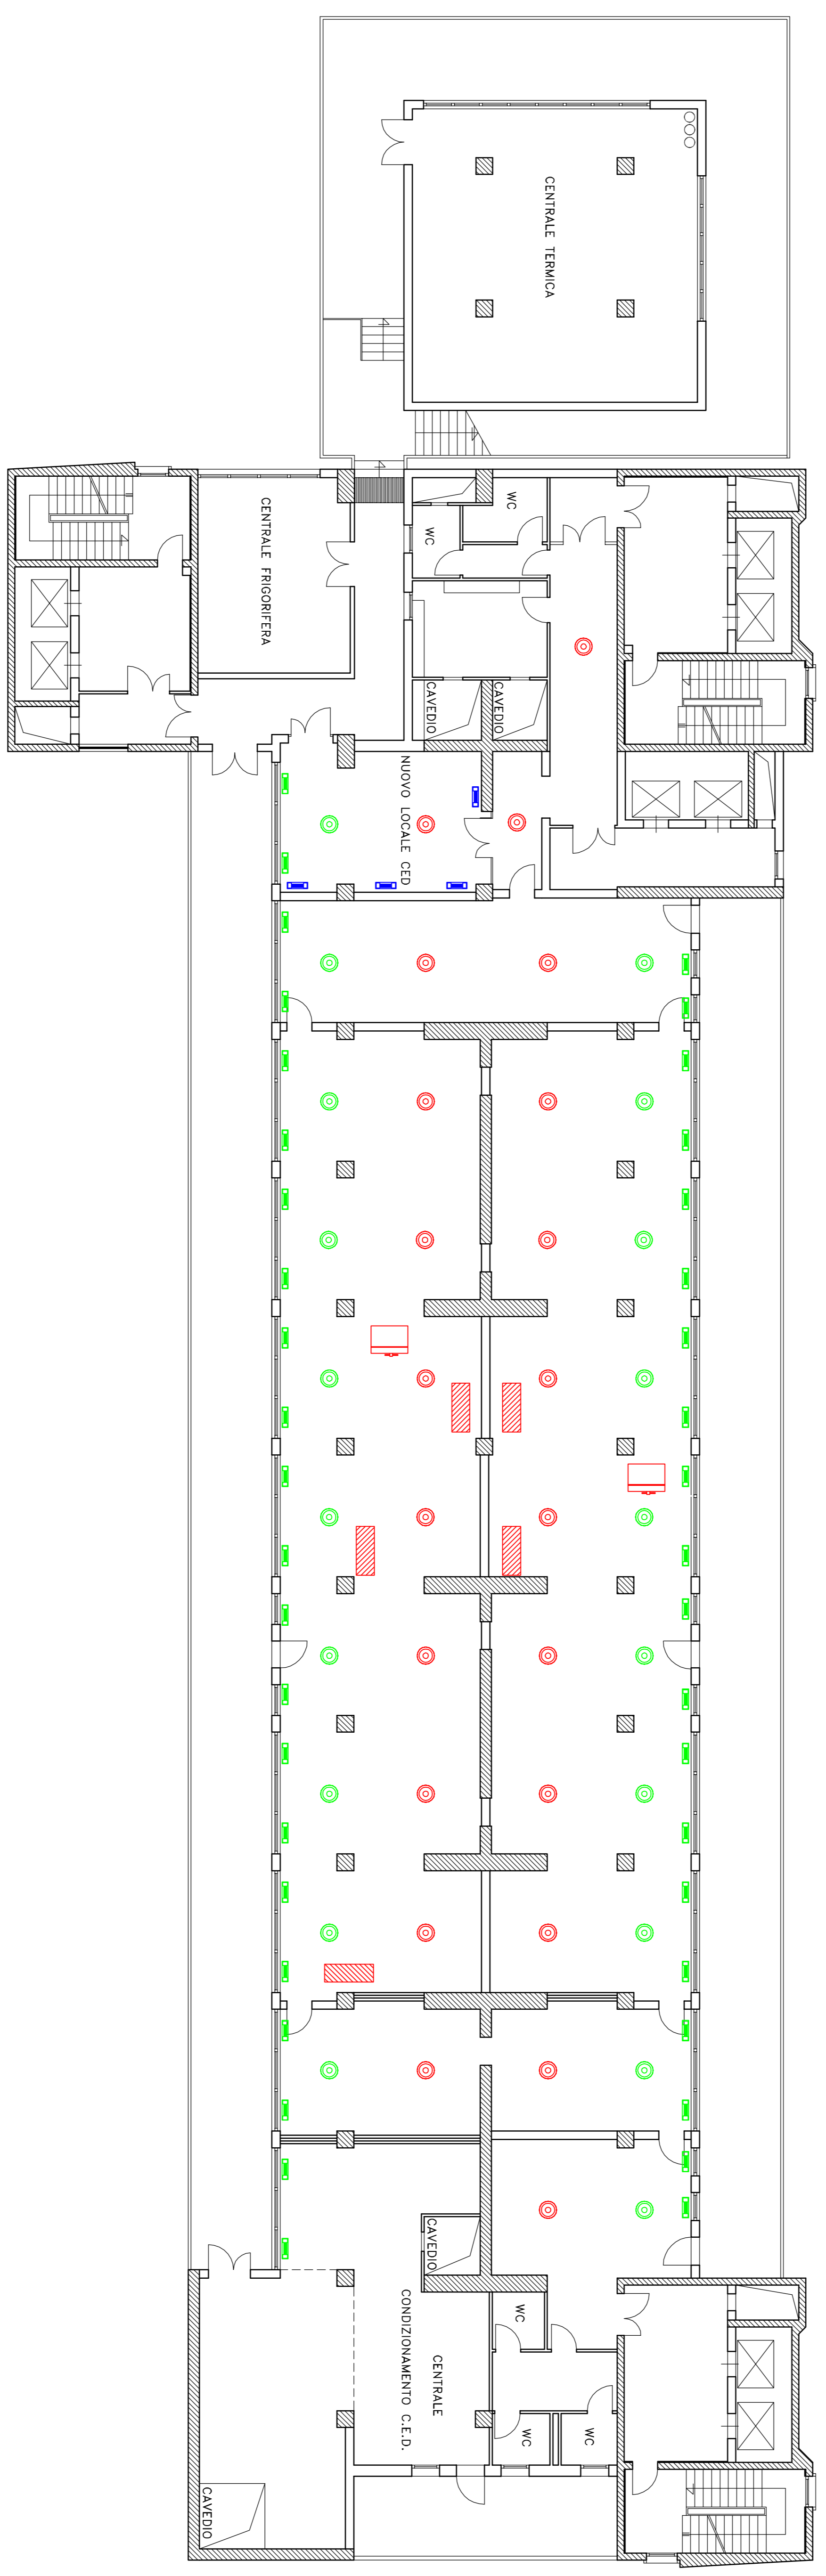 CENTRALE TERMICA
CENTRALE FRIGORIFERA
WC
WC
CAVEDIO
CAVEDIO
NUOVO LOCALE CED
CAVEDIO
CENTRALE
CONDIZIONAMENTO C.E.D.
WC
WC
WC
CAVEDIO